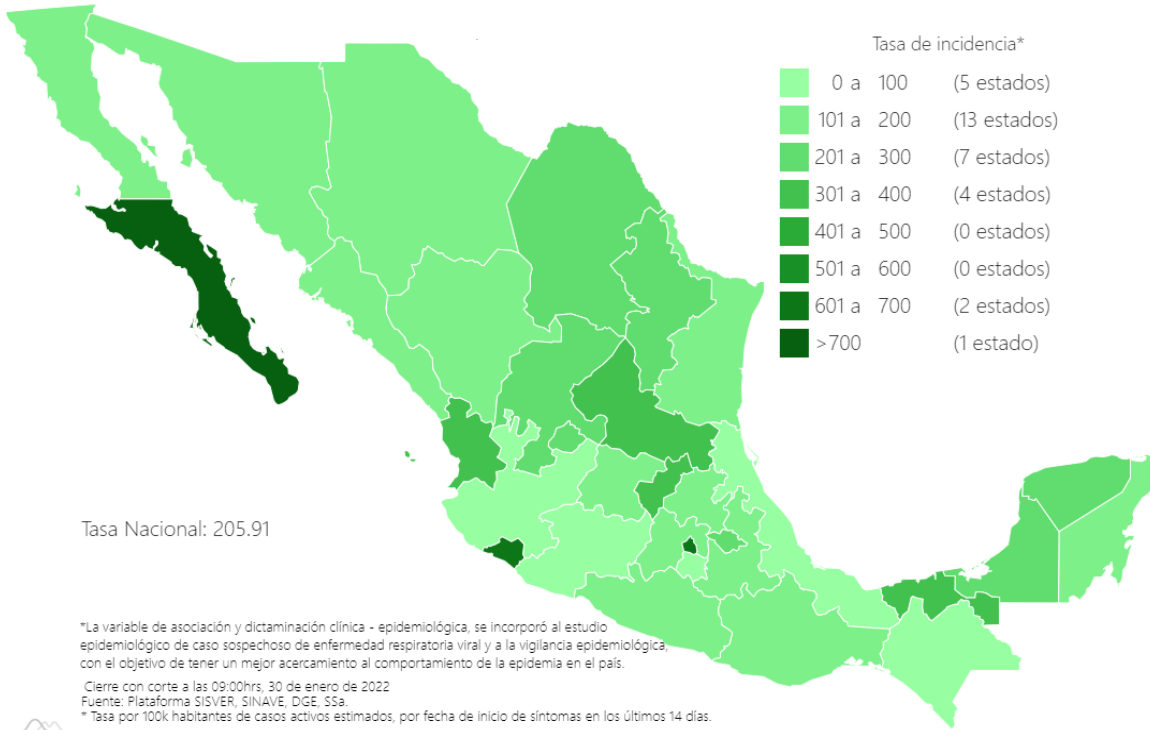 Tasa de incidencia*
0 a 100 (5 estados)
101 a 200 (13 estados)
201 a 300 (7 estados)
301 a 400 (4 estados)
401 a 500 (0 estados)
501 a 600 (0 estados)
601 a 700 (2 estados)
>700 (1 estado)
Tasa Nacional: 205.91
*La variable de asociación y dictaminación clínica - epidemiológica, se incorporó al estudio
epidemiológico de caso sospechoso de enfermedad respiratoria viral y a la vigilancia epidemiológica,
con el objetivo de tener un mejor acercamiento al comportamiento de la epidemia en el país.
Cierre con corte a las 09:00hrs, 30 de enero de 2022
Fuente: Plataforma SISVER, SINAVE, DGE, SSa.
* Tasa por 100k habitantes de casos activos estimados, por fecha de inicio de síntomas en los últimos 14 días.